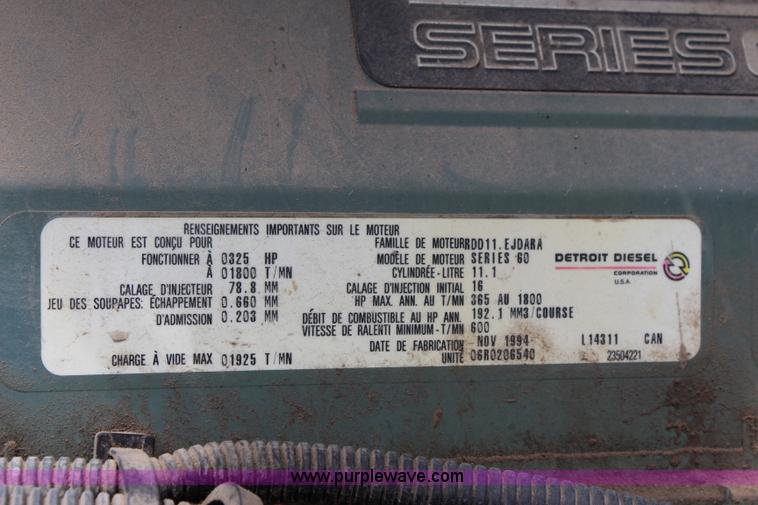 SERIES
RENSEIGNEMENTS IMPORTANTS SUR LE MOTEUR
CE MOTEUR EST CONÇU POUR
FONCTIONNER À 0325 HP
À 01800 T/MN
CALAGE D'INJECTEUR 78.8 MM
JEU DES SOUPAPES: ÉCHAPPEMENT 0.660 MM
D'ADMISSION 0.203 MM
CHARGE À VIDE MAX 01925 T/MN
FAMILLE DE MOTEUR RDD11.EJDARA
MODÈLE DE MOTEUR SERIES 60
CYLINDRÉE-LITRE 11.1
CALAGE D'INJECTION INITIAL 16
HP MAX. ANN. AU T/MN 365 AU 1800
DÉBIT DE COMBUSTIBLE AU HP ANN. 192.1 MM3/COURSE
VITESSE DE RALENTI MINIMUM-T/MN 600
DATE DE FABRICATION NOV 1994
UNITÉ 06R0206540
DETROIT DIESEL
CORPORATION
U.S.A.
L14311 CAN
23504221
www.purplewave.com